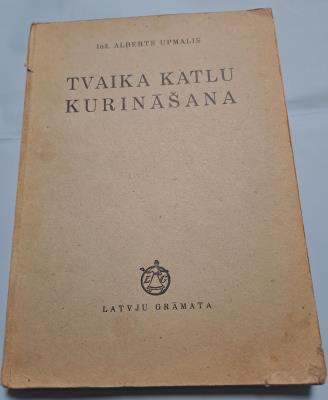 Inž. ALBERTS UPMALIS
TVAIKA KATLU
KURINĀŠANA
LATVJU GRĀMATA